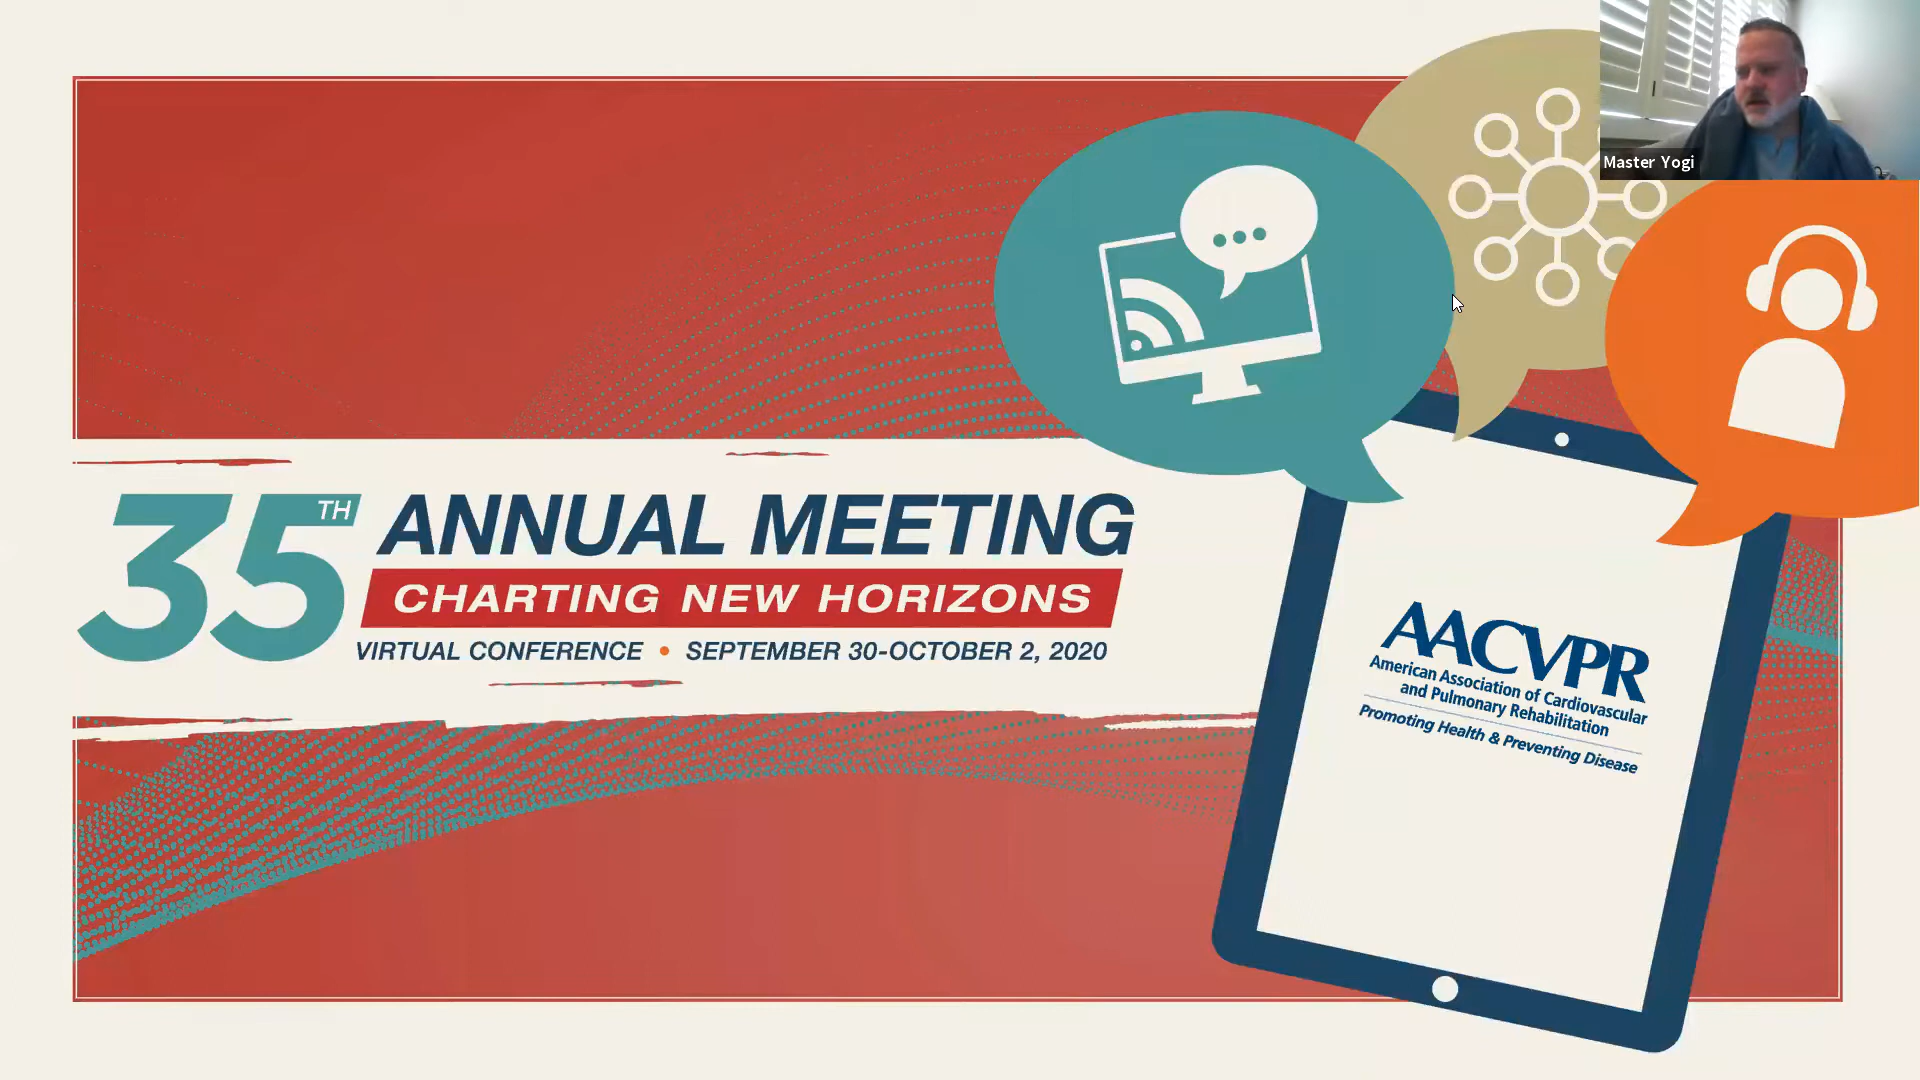 Master Yogi
35TH ANNUAL MEETING
CHARTING NEW HORIZONS
VIRTUAL CONFERENCE • SEPTEMBER 30-OCTOBER 2, 2020
AACVPR
American Association of Cardiovascular
and Pulmonary Rehabilitation
Promoting Health & Preventing Disease